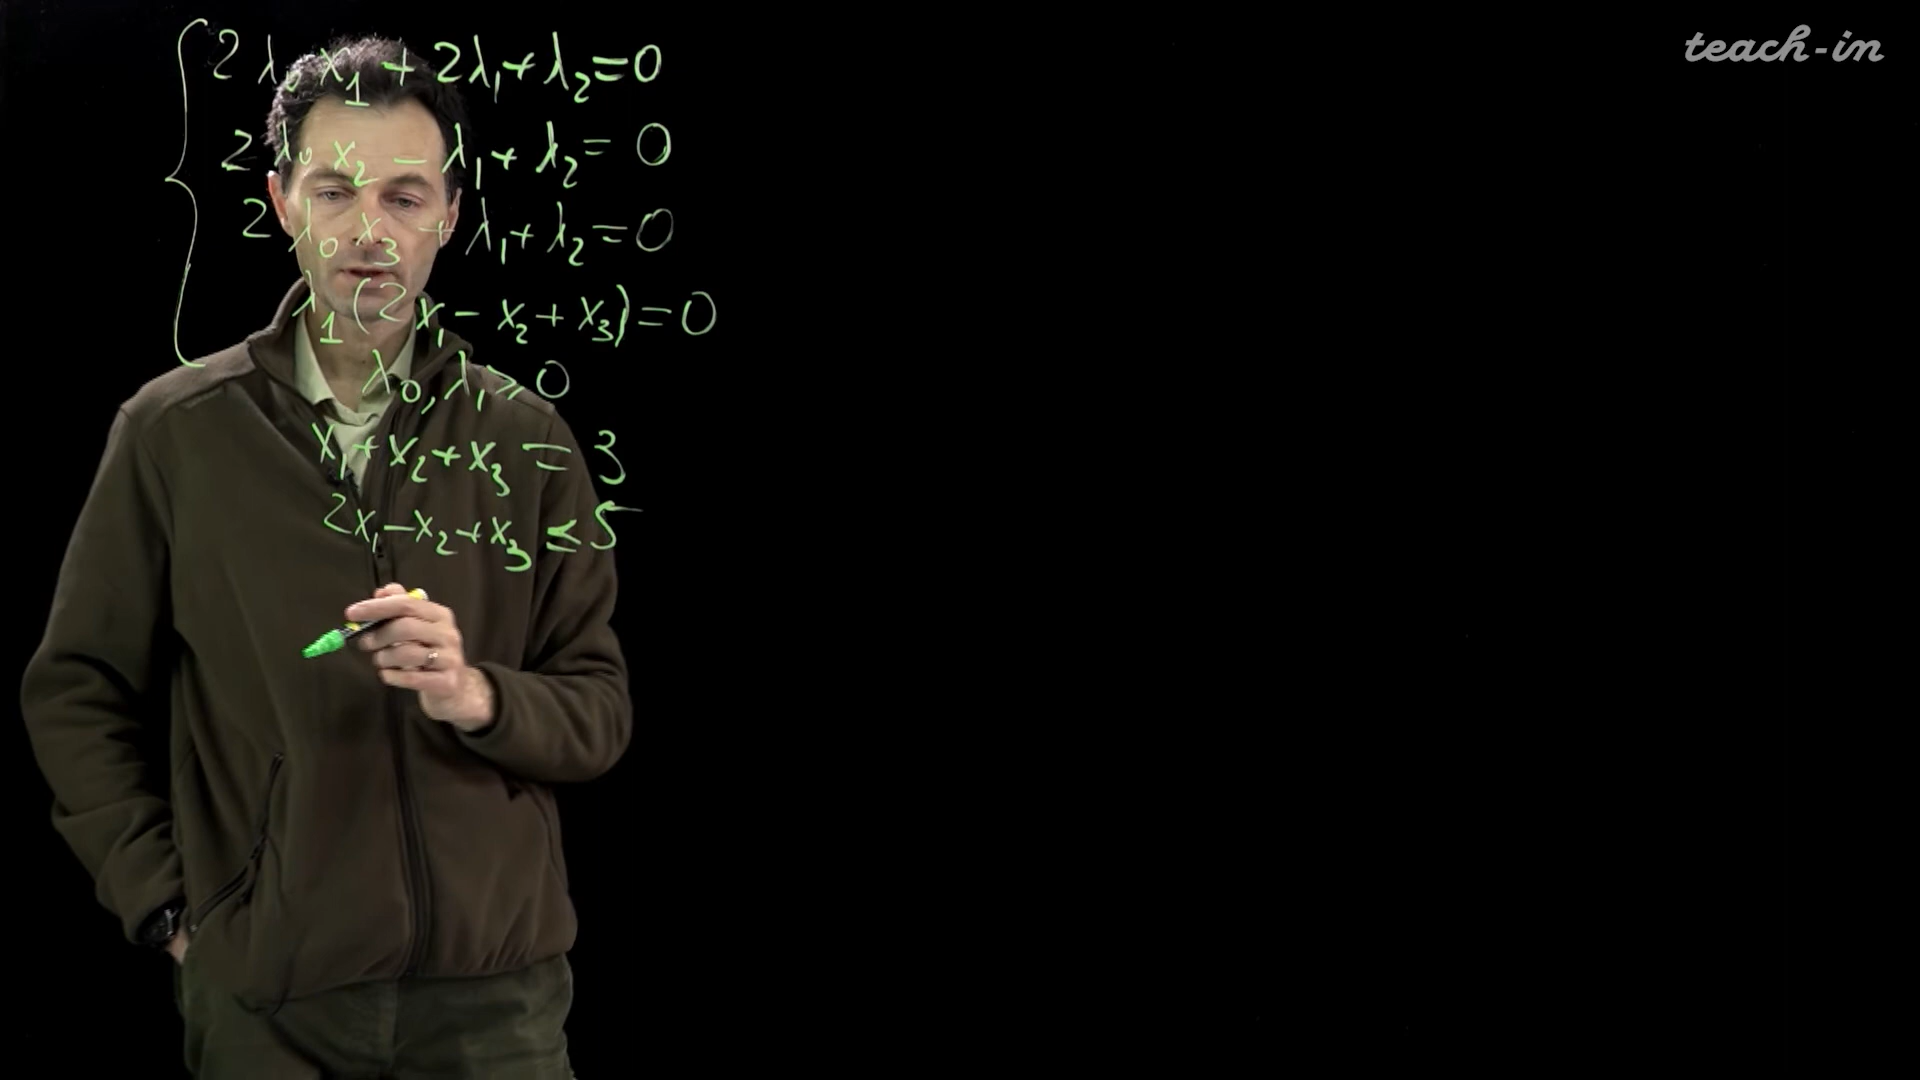 2λ₀x₁ + 2λ₁ + λ₂ = 0
2λ₀x₂ - λ₁ + λ₂ = 0
2λ₀x₃ + λ₁ + λ₂ = 0
λ₁(2x₁ - x₂ + x₃) = 0
λ₀, λ₁ ⩾ 0
x₁ + x₂ + x₃ = 3
2x₁ - x₂ + x₃ ≤ 5
teach-in